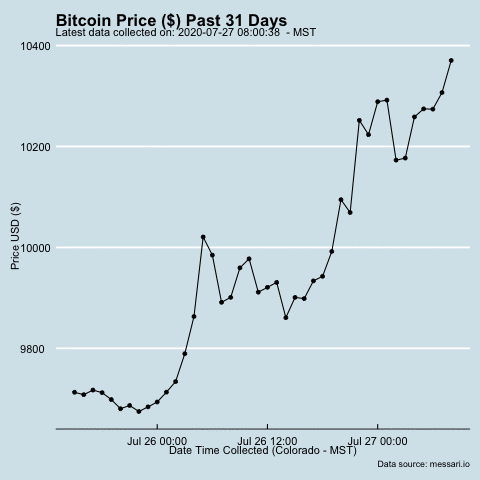 Bitcoin Price ($) Past 31 Days
Latest data collected on: 2020-07-27 08:00:38 - MST
10400
10200
10000
9800
Price USD ($)
Jul 26 00:00 Jul 26 12:00 Jul 27 00:00
Date Time Collected (Colorado - MST)
Data source: messari.io